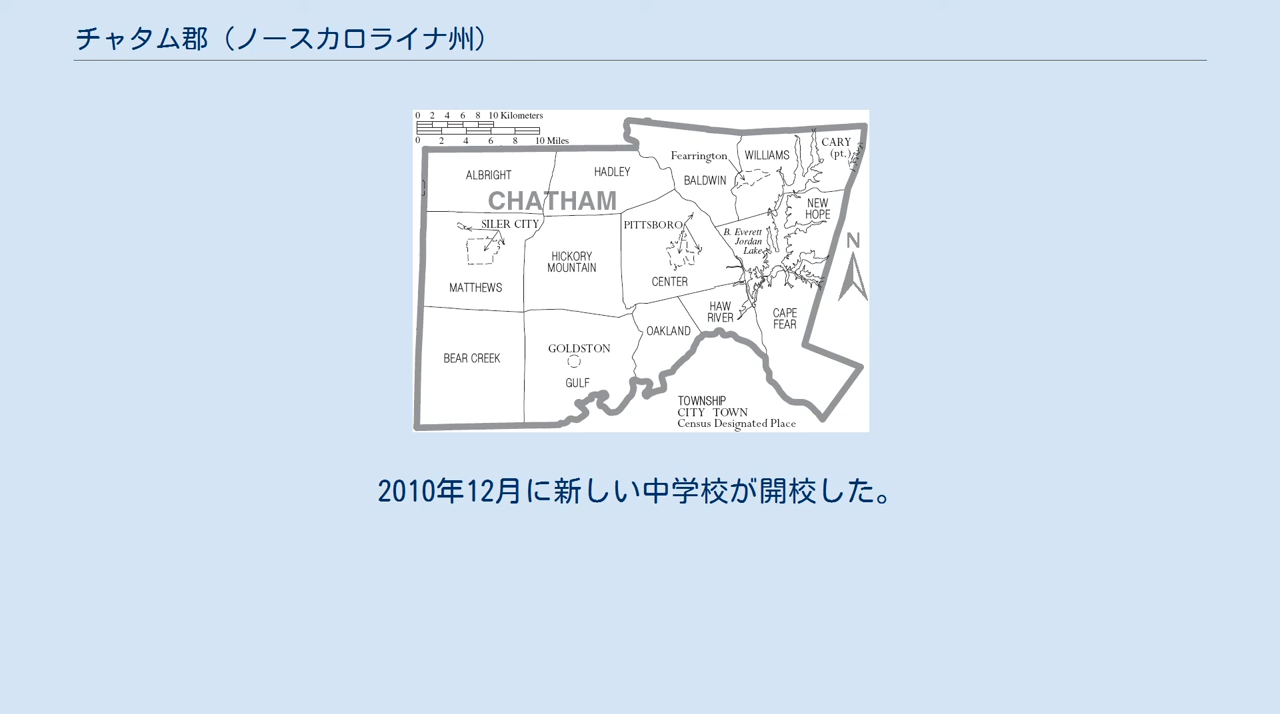 チャタム郡（ノースカロライナ州）
0 2 4 6 8 10 Kilometers
0 2 4 6 8 10 Miles
CARY
(pt.)
Fearrington
WILLIAMS
ALBRIGHT
HADLEY
BALDWIN
CHATHAM
NEW
HOPE
SILER CITY
PITTSBORO
B. Everett
Jordan
Lake
N
HICKORY
MOUNTAIN
MATTHEWS
CENTER
HAW
RIVER
CAPE
FEAR
OAKLAND
GOLDSTON
BEAR CREEK
GULF
TOWNSHIP
CITY TOWN
Census Designated Place
2010年12月に新しい中学校が開校した。